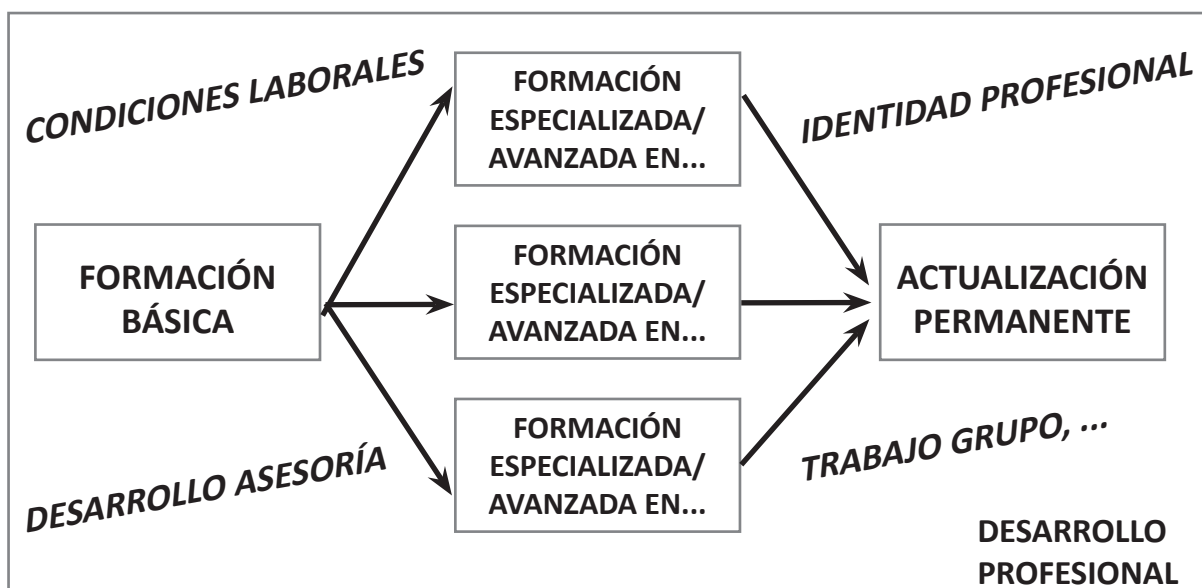 CONDICIONES LABORALES
FORMACIÓN
ESPECIALIZADA/
AVANZADA EN...
IDENTIDAD PROFESIONAL
FORMACIÓN
BÁSICA
FORMACIÓN
ESPECIALIZADA/
AVANZADA EN...
ACTUALIZACIÓN
PERMANENTE
DESARROLLO ASESORÍA
FORMACIÓN
ESPECIALIZADA/
AVANZADA EN...
TRABAJO GRUPO, ...
DESARROLLO
PROFESIONAL